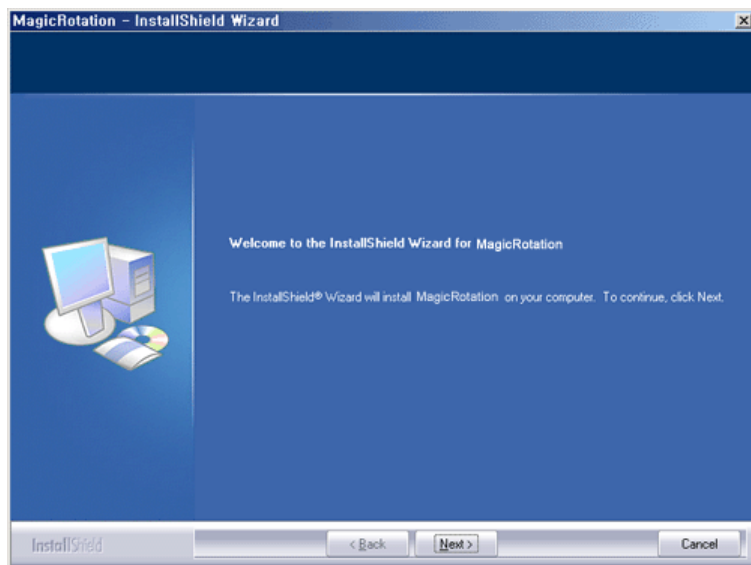 MagicRotation - InstallShield Wizard
Welcome to the InstallShield Wizard for MagicRotation
The InstallShield® Wizard will install MagicRotation on your computer. To continue, click Next.
InstallShield
< Back Next > Cancel